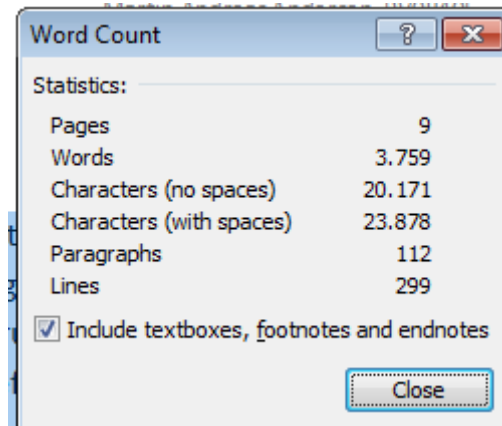 Word Count
Statistics:
Pages 9
Words 3.759
Characters (no spaces) 20.171
Characters (with spaces) 23.878
Paragraphs 112
Lines 299
Include textboxes, footnotes and endnotes
Close